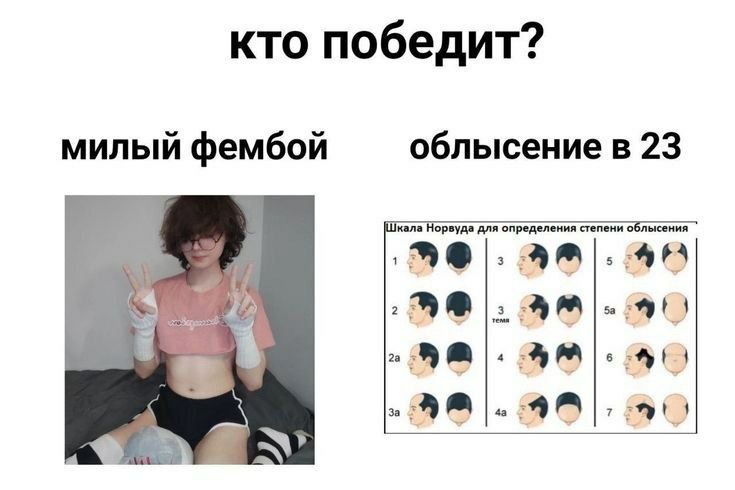 кто победит?
милый фембой
облысение в 23
Шкала Норвуда для определения степени облысения
1
3
5
2
3
темя
5а
2а
4
6
3а
4а
7